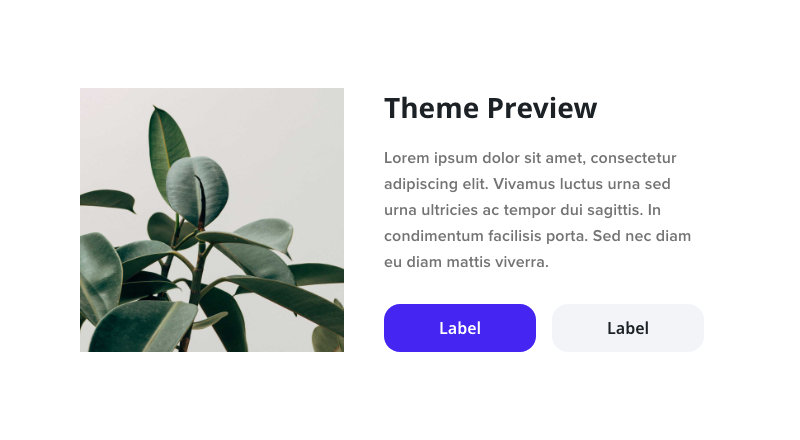 Theme Preview
Lorem ipsum dolor sit amet, consectetur
adipiscing elit. Vivamus luctus urna sed
urna ultricies ac tempor dui sagittis. In
condimentum facilisis porta. Sed nec diam
eu diam mattis viverra.
Label
Label